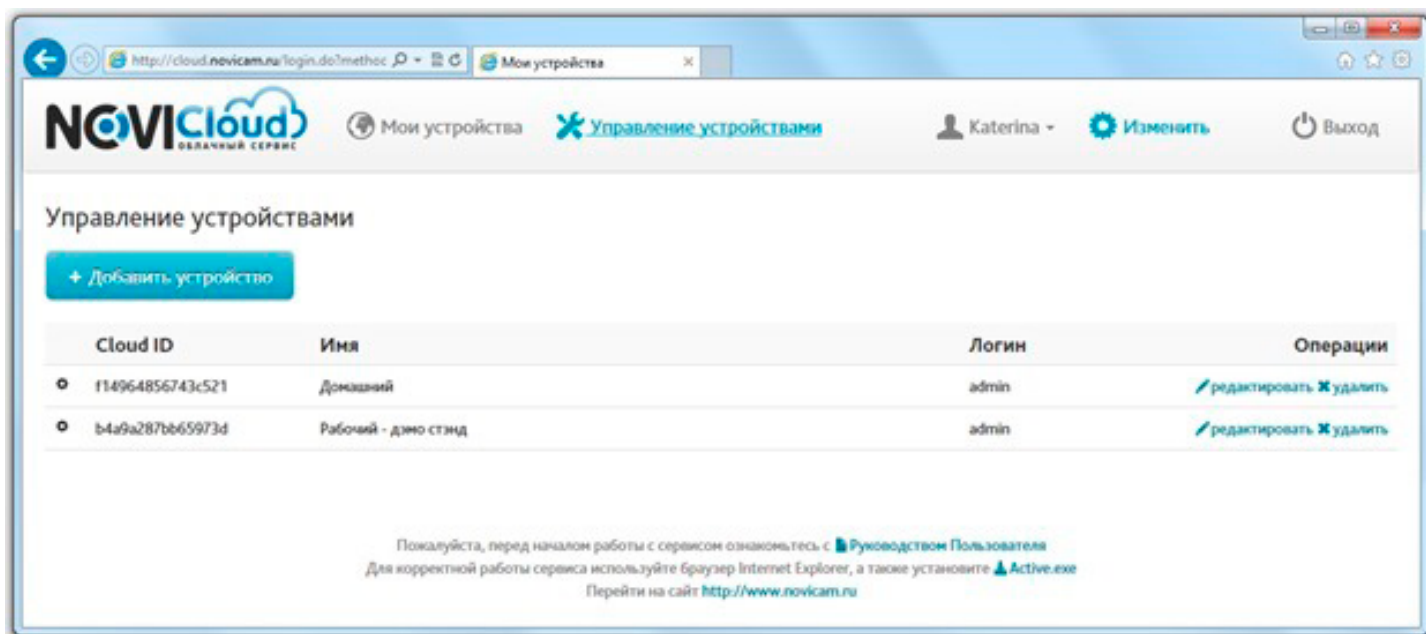 http://cloud.novicam.ru/login.do?methoc
Мои устройства
NOVICloud
ОБЛАЧНЫЙ СЕРВИС
Мои устройства Управление устройствами Katerina Изменить Выход
Управление устройствами
+ Добавить устройство
Cloud ID Имя Логин Операции
f14964856743c521 Домашний admin редактировать удалить
b4a9a287bb65973d Рабочий - дэмо стэнд admin редактировать удалить
Пожалуйста, перед началом работы с сервисом ознакомьтесь с Руководством Пользователя
Для корректной работы сервиса используйте браузер Internet Explorer, а также установите Active.exe
Перейти на сайт http://www.novicam.ru